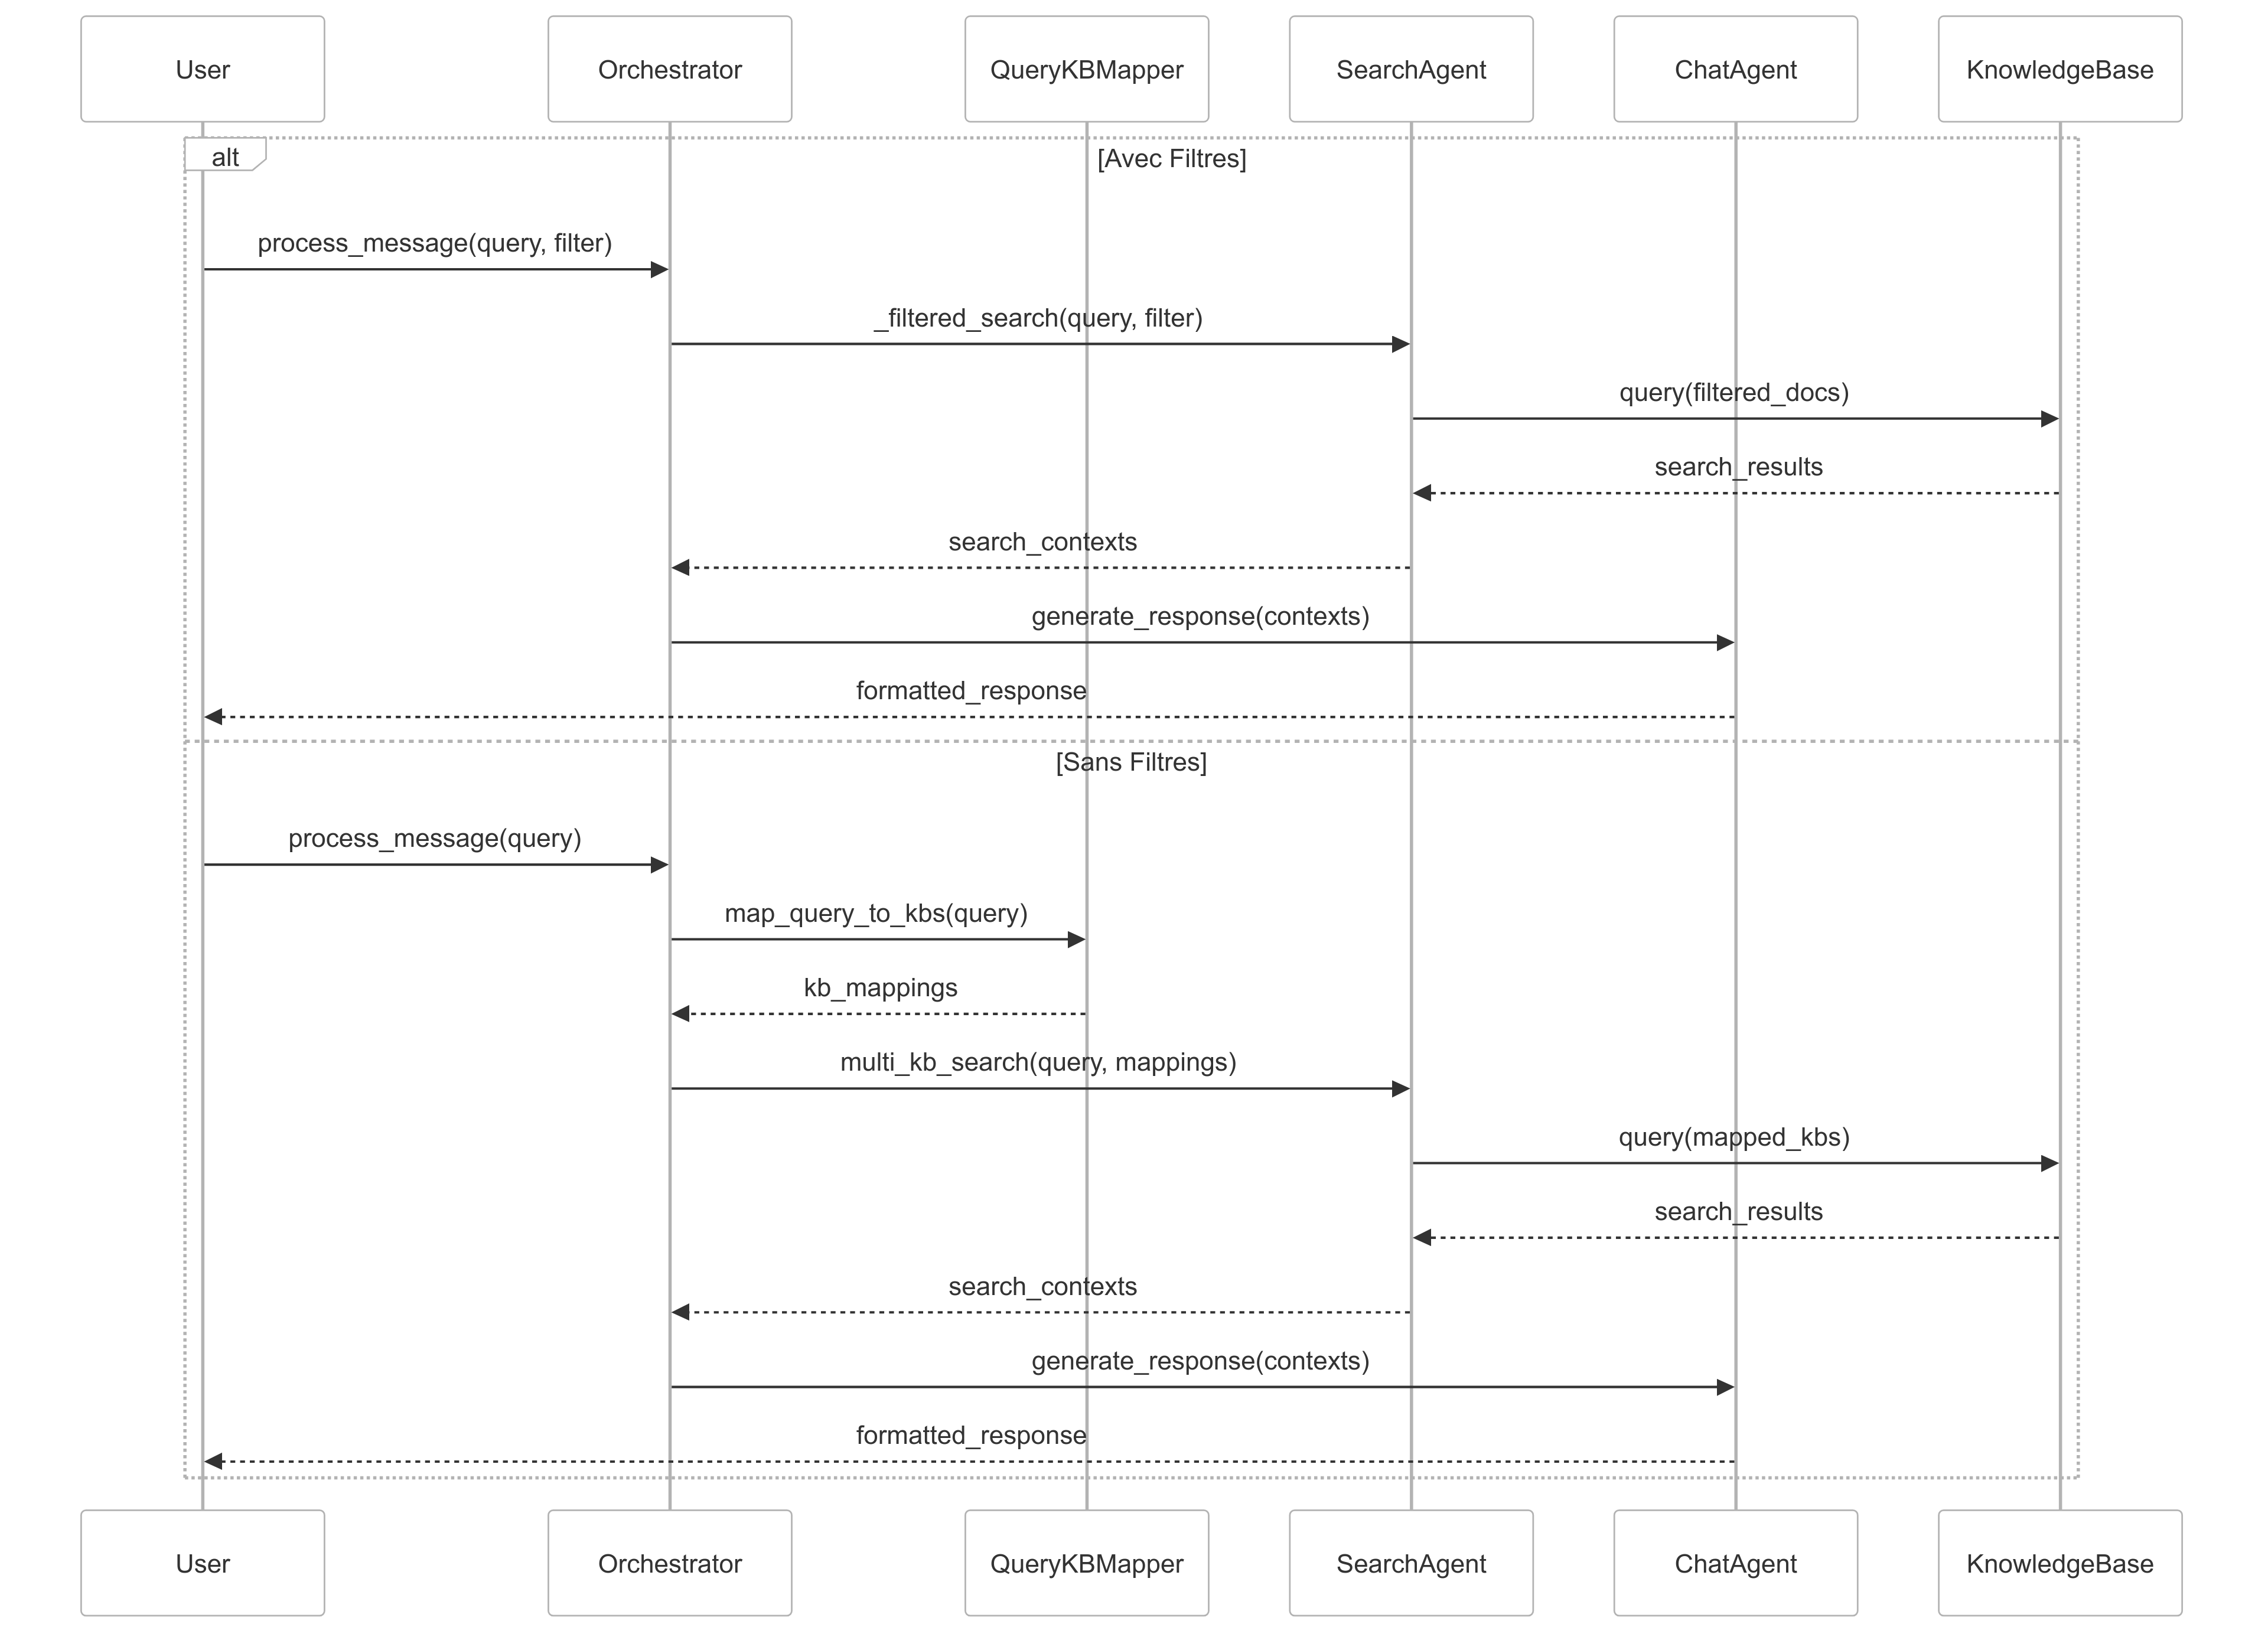 User
Orchestrator
QueryKBMapper
SearchAgent
ChatAgent
KnowledgeBase
alt
[Avec Filtres]
process_message(query, filter)
_filtered_search(query, filter)
query(filtered_docs)
search_results
search_contexts
generate_response(contexts)
formatted_response
[Sans Filtres]
process_message(query)
map_query_to_kbs(query)
kb_mappings
multi_kb_search(query, mappings)
query(mapped_kbs)
search_results
search_contexts
generate_response(contexts)
formatted_response
User
Orchestrator
QueryKBMapper
SearchAgent
ChatAgent
KnowledgeBase